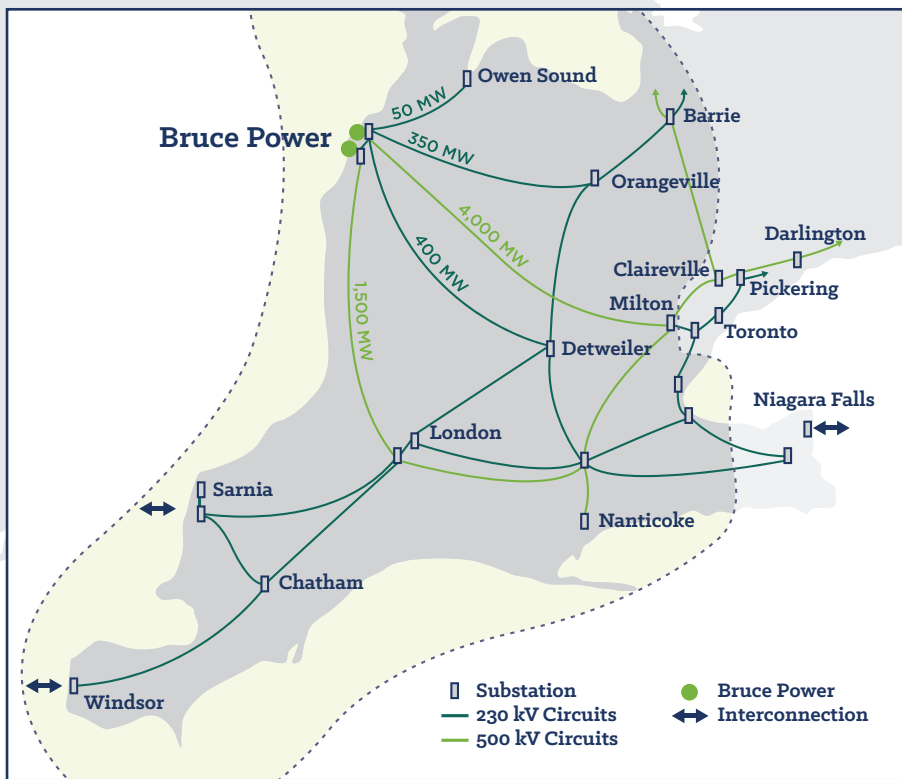 Owen Sound
50 MW
Bruce Power
Barrie
350 MW
Orangeville
4,000 MW
Darlington
400 MW
Claireville
Pickering
1,500 MW
Milton
Toronto
Detweiler
Niagara Falls
London
Sarnia
Nanticoke
Chatham
Windsor
Substation
230 kV Circuits
500 kV Circuits
Bruce Power
Interconnection